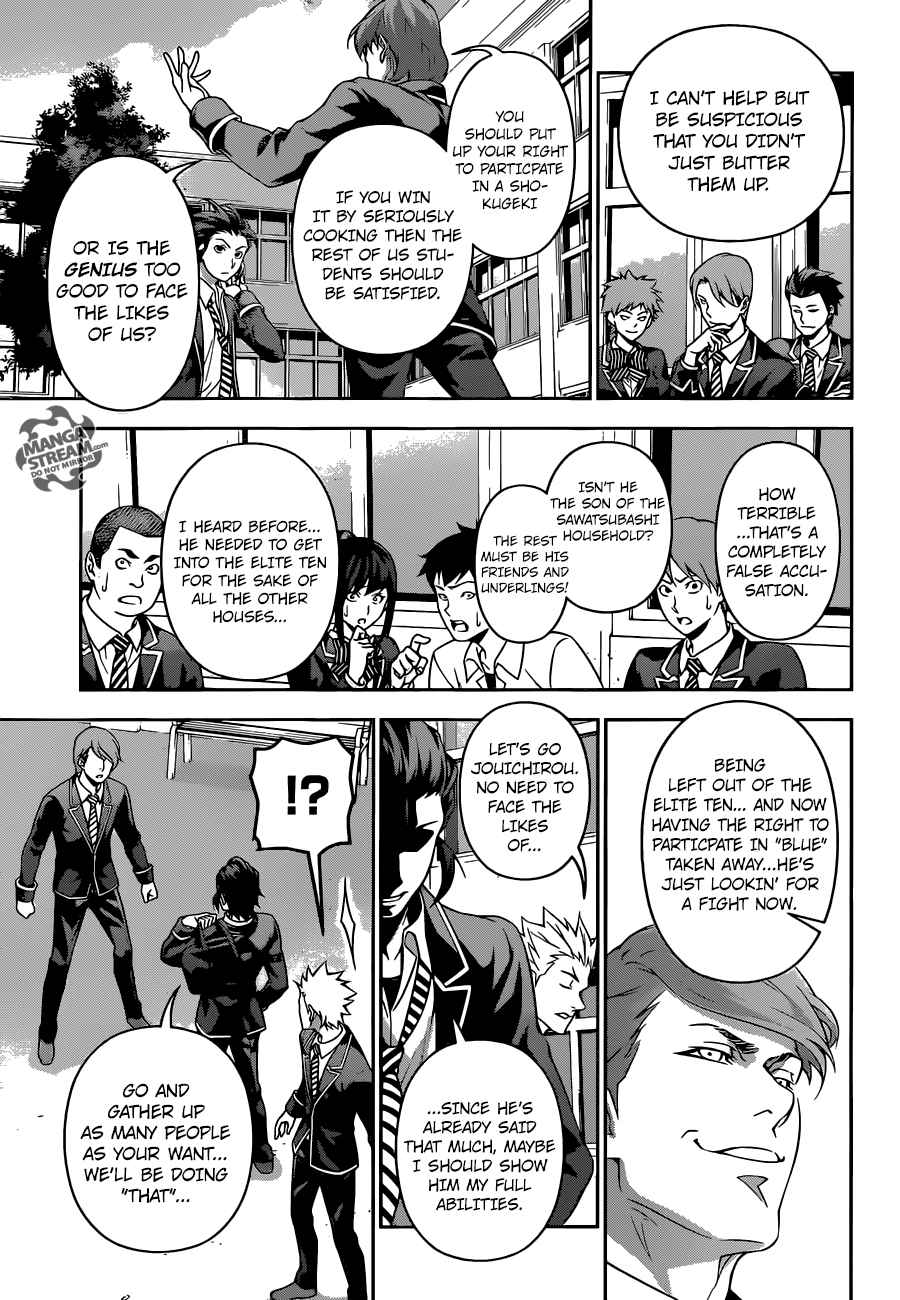 I CAN'T HELP BUT
BE SUSPICIOUS
THAT YOU DIDN'T
JUST BUTTER
THEM UP.
YOU
SHOULD PUT
UP YOUR RIGHT
TO PARTICPATE
IN A SHO-
KUGEKI
IF YOU WIN
IT BY SERIOUSLY
COOKING THEN THE
REST OF US STU-
DENTS SHOULD
BE SATISFIED.
OR IS THE
GENIUS TOO
GOOD TO FACE
THE LIKES
OF US?
MANGA
STREAM.com
DO NOT MIRROR
HOW
TERRIBLE
...THAT'S A
COMPLETELY
FALSE ACCU-
SATION.
ISN'T HE
THE SON OF THE
SAWATSUBASHI
HOUSEHOLD?
THE REST
MUST BE HIS
FRIENDS AND
UNDERLINGS!
I HEARD BEFORE...
HE NEEDED TO GET
INTO THE ELITE TEN
FOR THE SAKE OF
ALL THE OTHER
HOUSES...
BEING
LEFT OUT OF THE
ELITE TEN... AND NOW
HAVING THE RIGHT TO
PARTICPATE IN "BLUE"
TAKEN AWAY...HE'S
JUST LOOKIN' FOR
A FIGHT NOW.
LET'S GO
JOUICHIROU.
NO NEED TO
FACE THE
LIKES
OF...
...SINCE HE'S
ALREADY SAID
THAT MUCH, MAYBE
I SHOULD SHOW
HIM MY FULL
ABILITIES.
!?
GO AND
GATHER UP
AS MANY PEOPLE
AS YOUR WANT...
WE'LL BE DOING
"THAT"...